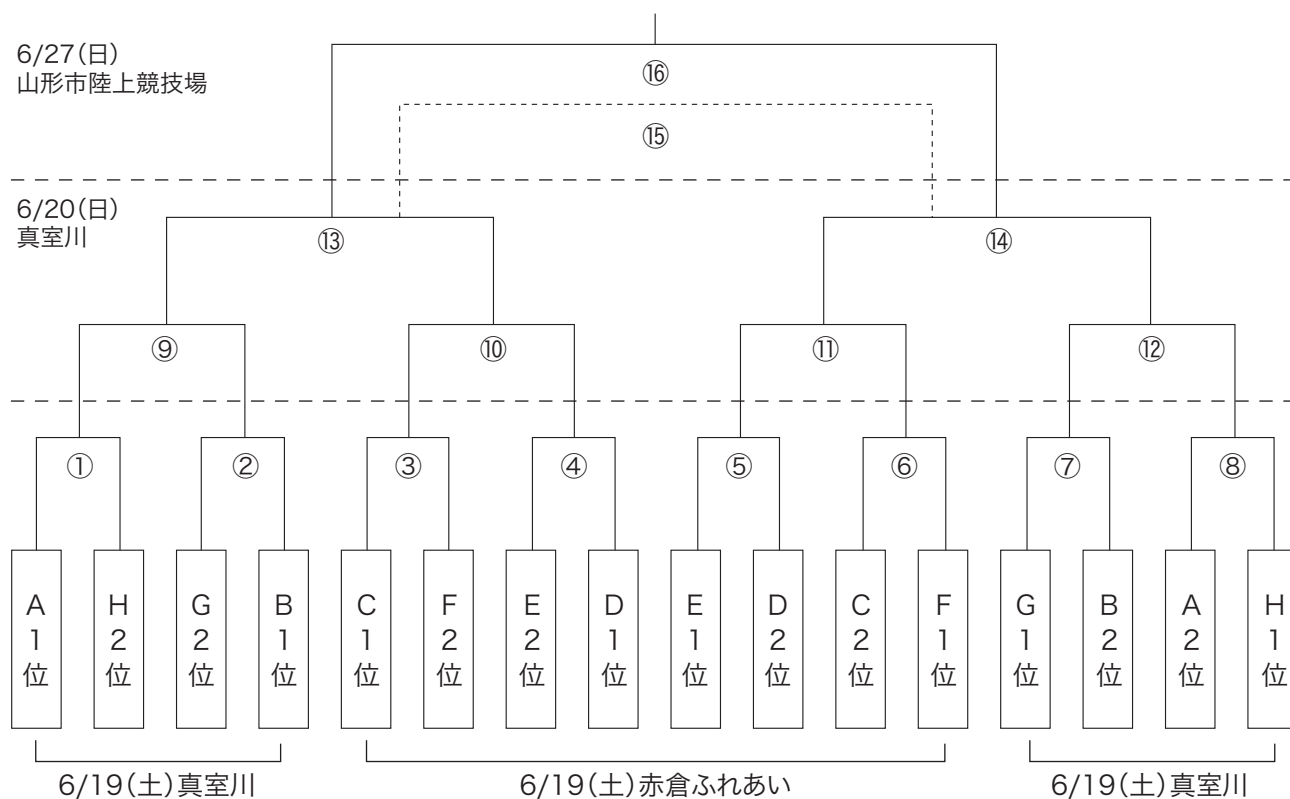 6/27(日)
山形市陸上競技場
⑯
⑮
6/20(日)
真室川
⑬
⑭
⑨
⑩
⑪
⑫
①
②
③
④
⑤
⑥
⑦
⑧
A1位
H2位
G2位
B1位
C1位
F2位
E2位
D1位
E1位
D2位
C2位
F1位
G1位
B2位
A2位
H1位
6/19(土)真室川
6/19(土)赤倉ふれあい
6/19(土)真室川